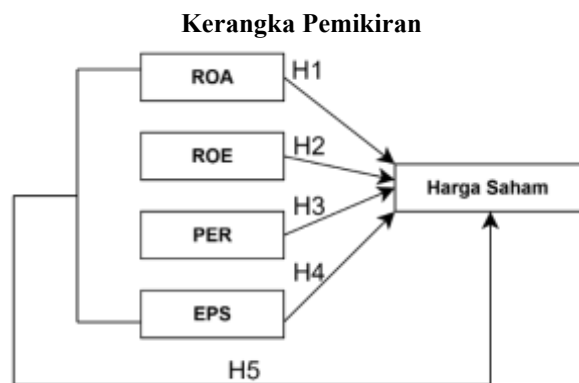 Kerangka Pemikiran
ROA
H1
ROE
H2
Harga Saham
PER
H3
H4
EPS
H5